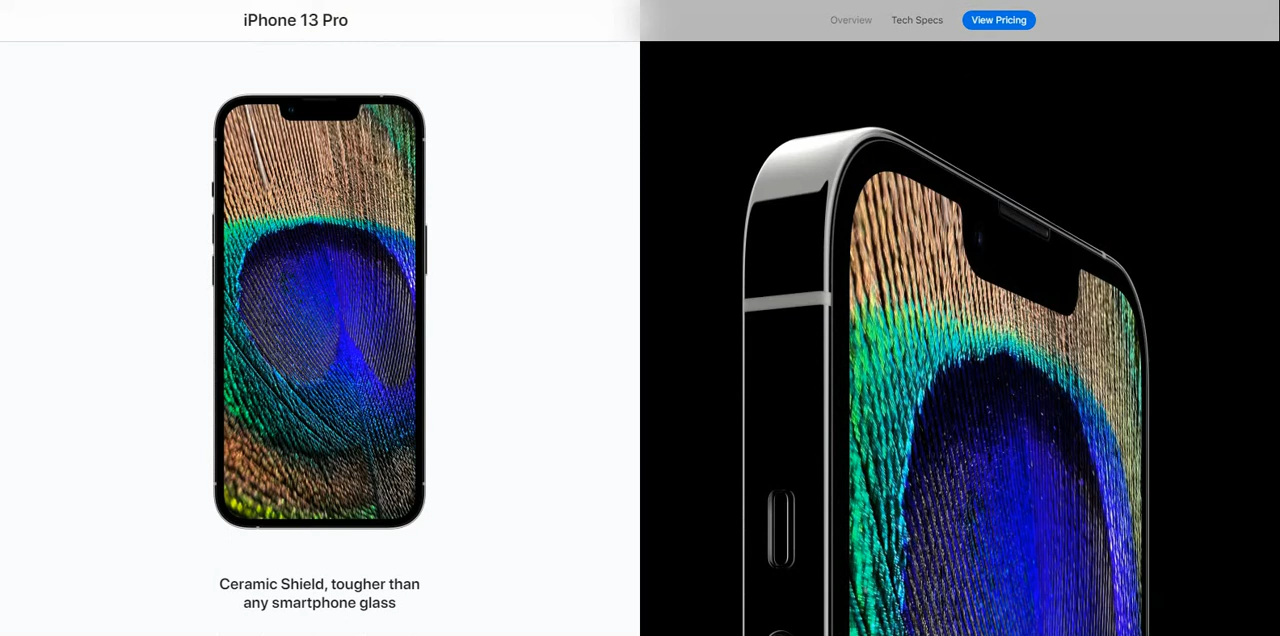 iPhone 13 Pro
Overview
Tech Specs
View Pricing
Ceramic Shield, tougher than
any smartphone glass